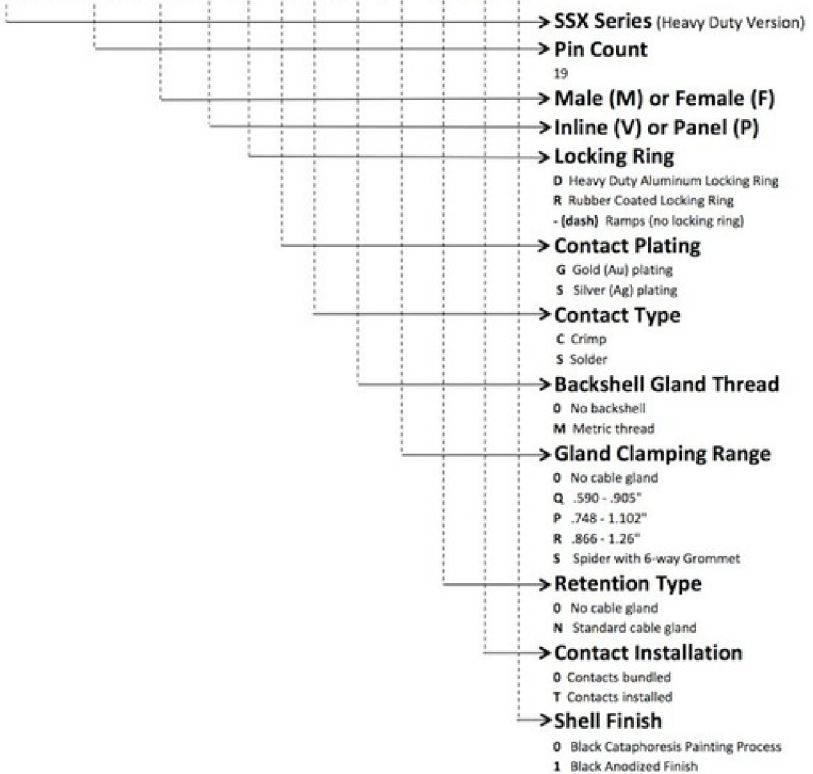 SSX Series (Heavy Duty Version)
Pin Count
19
Male (M) or Female (F)
Inline (V) or Panel (P)
Locking Ring
D Heavy Duty Aluminum Locking Ring
R Rubber Coated Locking Ring
- (dash) Ramps (no locking ring)
Contact Plating
G Gold (Au) plating
S Silver (Ag) plating
Contact Type
C Crimp
S Solder
Backshell Gland Thread
0 No backshell
M Metric thread
Gland Clamping Range
0 No cable gland
Q .590 - .905"
P .748 - 1.102"
R .866 - 1.26"
S Spider with 6-way Grommet
Retention Type
0 No cable gland
N Standard cable gland
Contact Installation
0 Contacts bundled
T Contacts installed
Shell Finish
0 Black Cataphoresis Painting Process
1 Black Anodized Finish